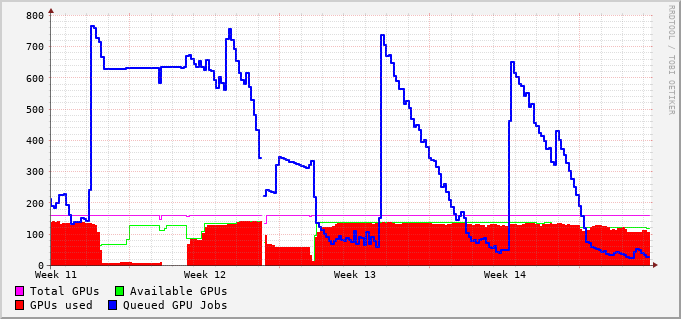 800
700
600
500
400
300
200
100
0
Week 11 Week 12 Week 13 Week 14
Total GPUs Available GPUs
GPUs used Queued GPU Jobs
RRDTOOL / TOBI OETIKER